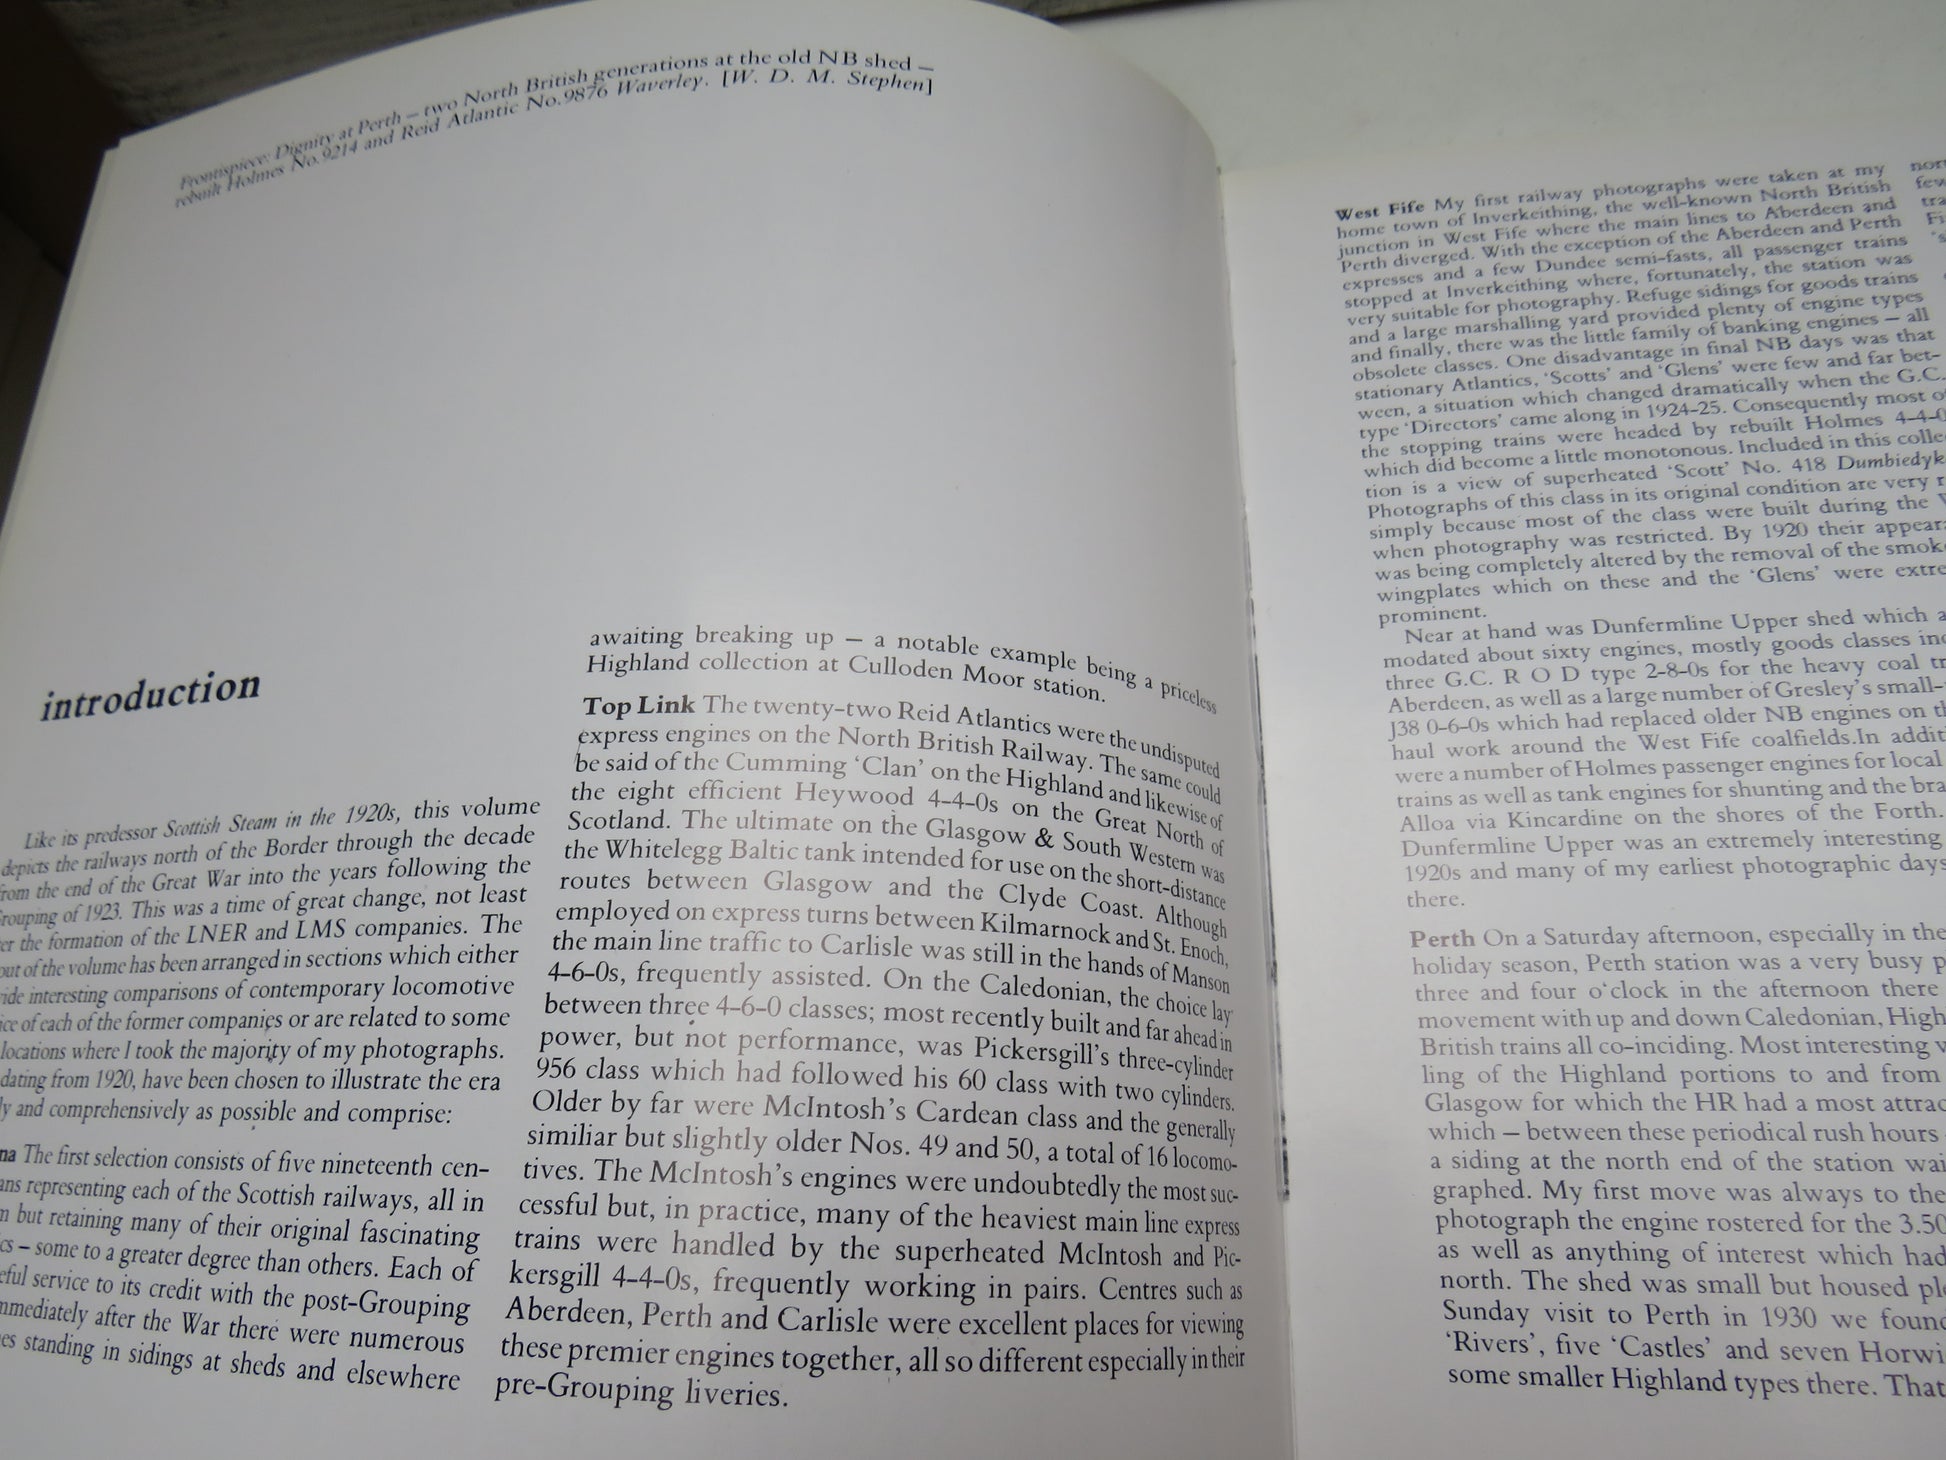 Frontispiece: Dignity at Perth – two North British generations at the old NB shed –
rebuilt Holmes No.9214 and Reid Atlantic No.9876 Waverley. [W. D. M. Stephen]
introduction
Like its predessor Scottish Steam in the 1920s, this volume
depicts the railways north of the Border through the decade
from the end of the Great War into the years following the
rouping of 1923. This was a time of great change, not least
er the formation of the LNER and LMS companies. The
out of the volume has been arranged in sections which either
ide interesting comparisons of contemporary locomotive
ice of each of the former companies or are related to some
locations where I took the majority of my photographs.
dating from 1920, have been chosen to illustrate the era
ly and comprehensively as possible and comprise:
na The first selection consists of five nineteenth cen-
ans representing each of the Scottish railways, all in
n but retaining many of their original fascinating
cs – some to a greater degree than others. Each of
eful service to its credit with the post-Grouping
mmediately after the War there were numerous
es standing in sidings at sheds and elsewhere
awaiting breaking up – a notable example being a priceless
Highland collection at Culloden Moor station.
Top Link The twenty-two Reid Atlantics were the undisputed
express engines on the North British Railway. The same could
be said of the Cumming 'Clan' on the Highland and likewise of
the eight efficient Heywood 4-4-0s on the Great North of
Scotland. The ultimate on the Glasgow & South Western was
the Whitelegg Baltic tank intended for use on the short-distance
routes between Glasgow and the Clyde Coast. Although
employed on express turns between Kilmarnock and St. Enoch,
the main line traffic to Carlisle was still in the hands of Manson
4-6-0s, frequently assisted. On the Caledonian, the choice lay
between three 4-6-0 classes; most recently built and far ahead in
power, but not performance, was Pickersgill's three-cylinder
956 class which had followed his 60 class with two cylinders.
Older by far were McIntosh's Cardean class and the generally
similiar but slightly older Nos. 49 and 50, a total of 16 locomo-
tives. The McIntosh's engines were undoubtedly the most suc-
cessful but, in practice, many of the heaviest main line express
trains were handled by the superheated McIntosh and Pic-
kersgill 4-4-0s, frequently working in pairs. Centres such as
Aberdeen, Perth and Carlisle were excellent places for viewing
these premier engines together, all so different especially in their
pre-Grouping liveries.
West Fife My first railway photographs were taken at my
home town of Inverkeithing, the well-known North British
junction in West Fife where the main lines to Aberdeen and
Perth diverged. With the exception of the Aberdeen and Perth
expresses and a few Dundee semi-fasts, all passenger trains
stopped at Inverkeithing where, fortunately, the station was
very suitable for photography. Refuge sidings for goods trains
and a large marshalling yard provided plenty of engine types
and finally, there was the little family of banking engines – all
obsolete classes. One disadvantage in final NB days was that
stationary Atlantics, 'Scotts' and 'Glens' were few and far bet-
ween, a situation which changed dramatically when the G.C.
type 'Directors' came along in 1924-25. Consequently most o
the stopping trains were headed by rebuilt Holmes 4-4-0
which did become a little monotonous. Included in this colle
tion is a view of superheated 'Scott' No. 418 Dumbiedyk
Photographs of this class in its original condition are very r
simply because most of the class were built during the W
when photography was restricted. By 1920 their appear
was being completely altered by the removal of the smok
wingplates which on these and the 'Glens' were extre
prominent.
Near at hand was Dunfermline Upper shed which a
modated about sixty engines, mostly goods classes inc
three G.C. R O D type 2-8-0s for the heavy coal tr
Aberdeen, as well as a large number of Gresley's small-
J38 0-6-0s which had replaced older NB engines on th
haul work around the West Fife coalfields.In additi
were a number of Holmes passenger engines for local
trains as well as tank engines for shunting and the bra
Alloa via Kincardine on the shores of the Forth.
Dunfermline Upper was an extremely interesting
1920s and many of my earliest photographic days
there.
Perth On a Saturday afternoon, especially in the
holiday season, Perth station was a very busy p
three and four o'clock in the afternoon there
movement with up and down Caledonian, High
British trains all co-inciding. Most interesting w
ling of the Highland portions to and from
Glasgow for which the HR had a most attrac
which – between these periodical rush hours
a siding at the north end of the station wai
graphed. My first move was always to the
photograph the engine rostered for the 3.50
as well as anything of interest which had
north. The shed was small but housed ple
Sunday visit to Perth in 1930 we found
'Rivers', five 'Castles' and seven Horwi
some smaller Highland types there. That
nor
few
tra
Fi
's